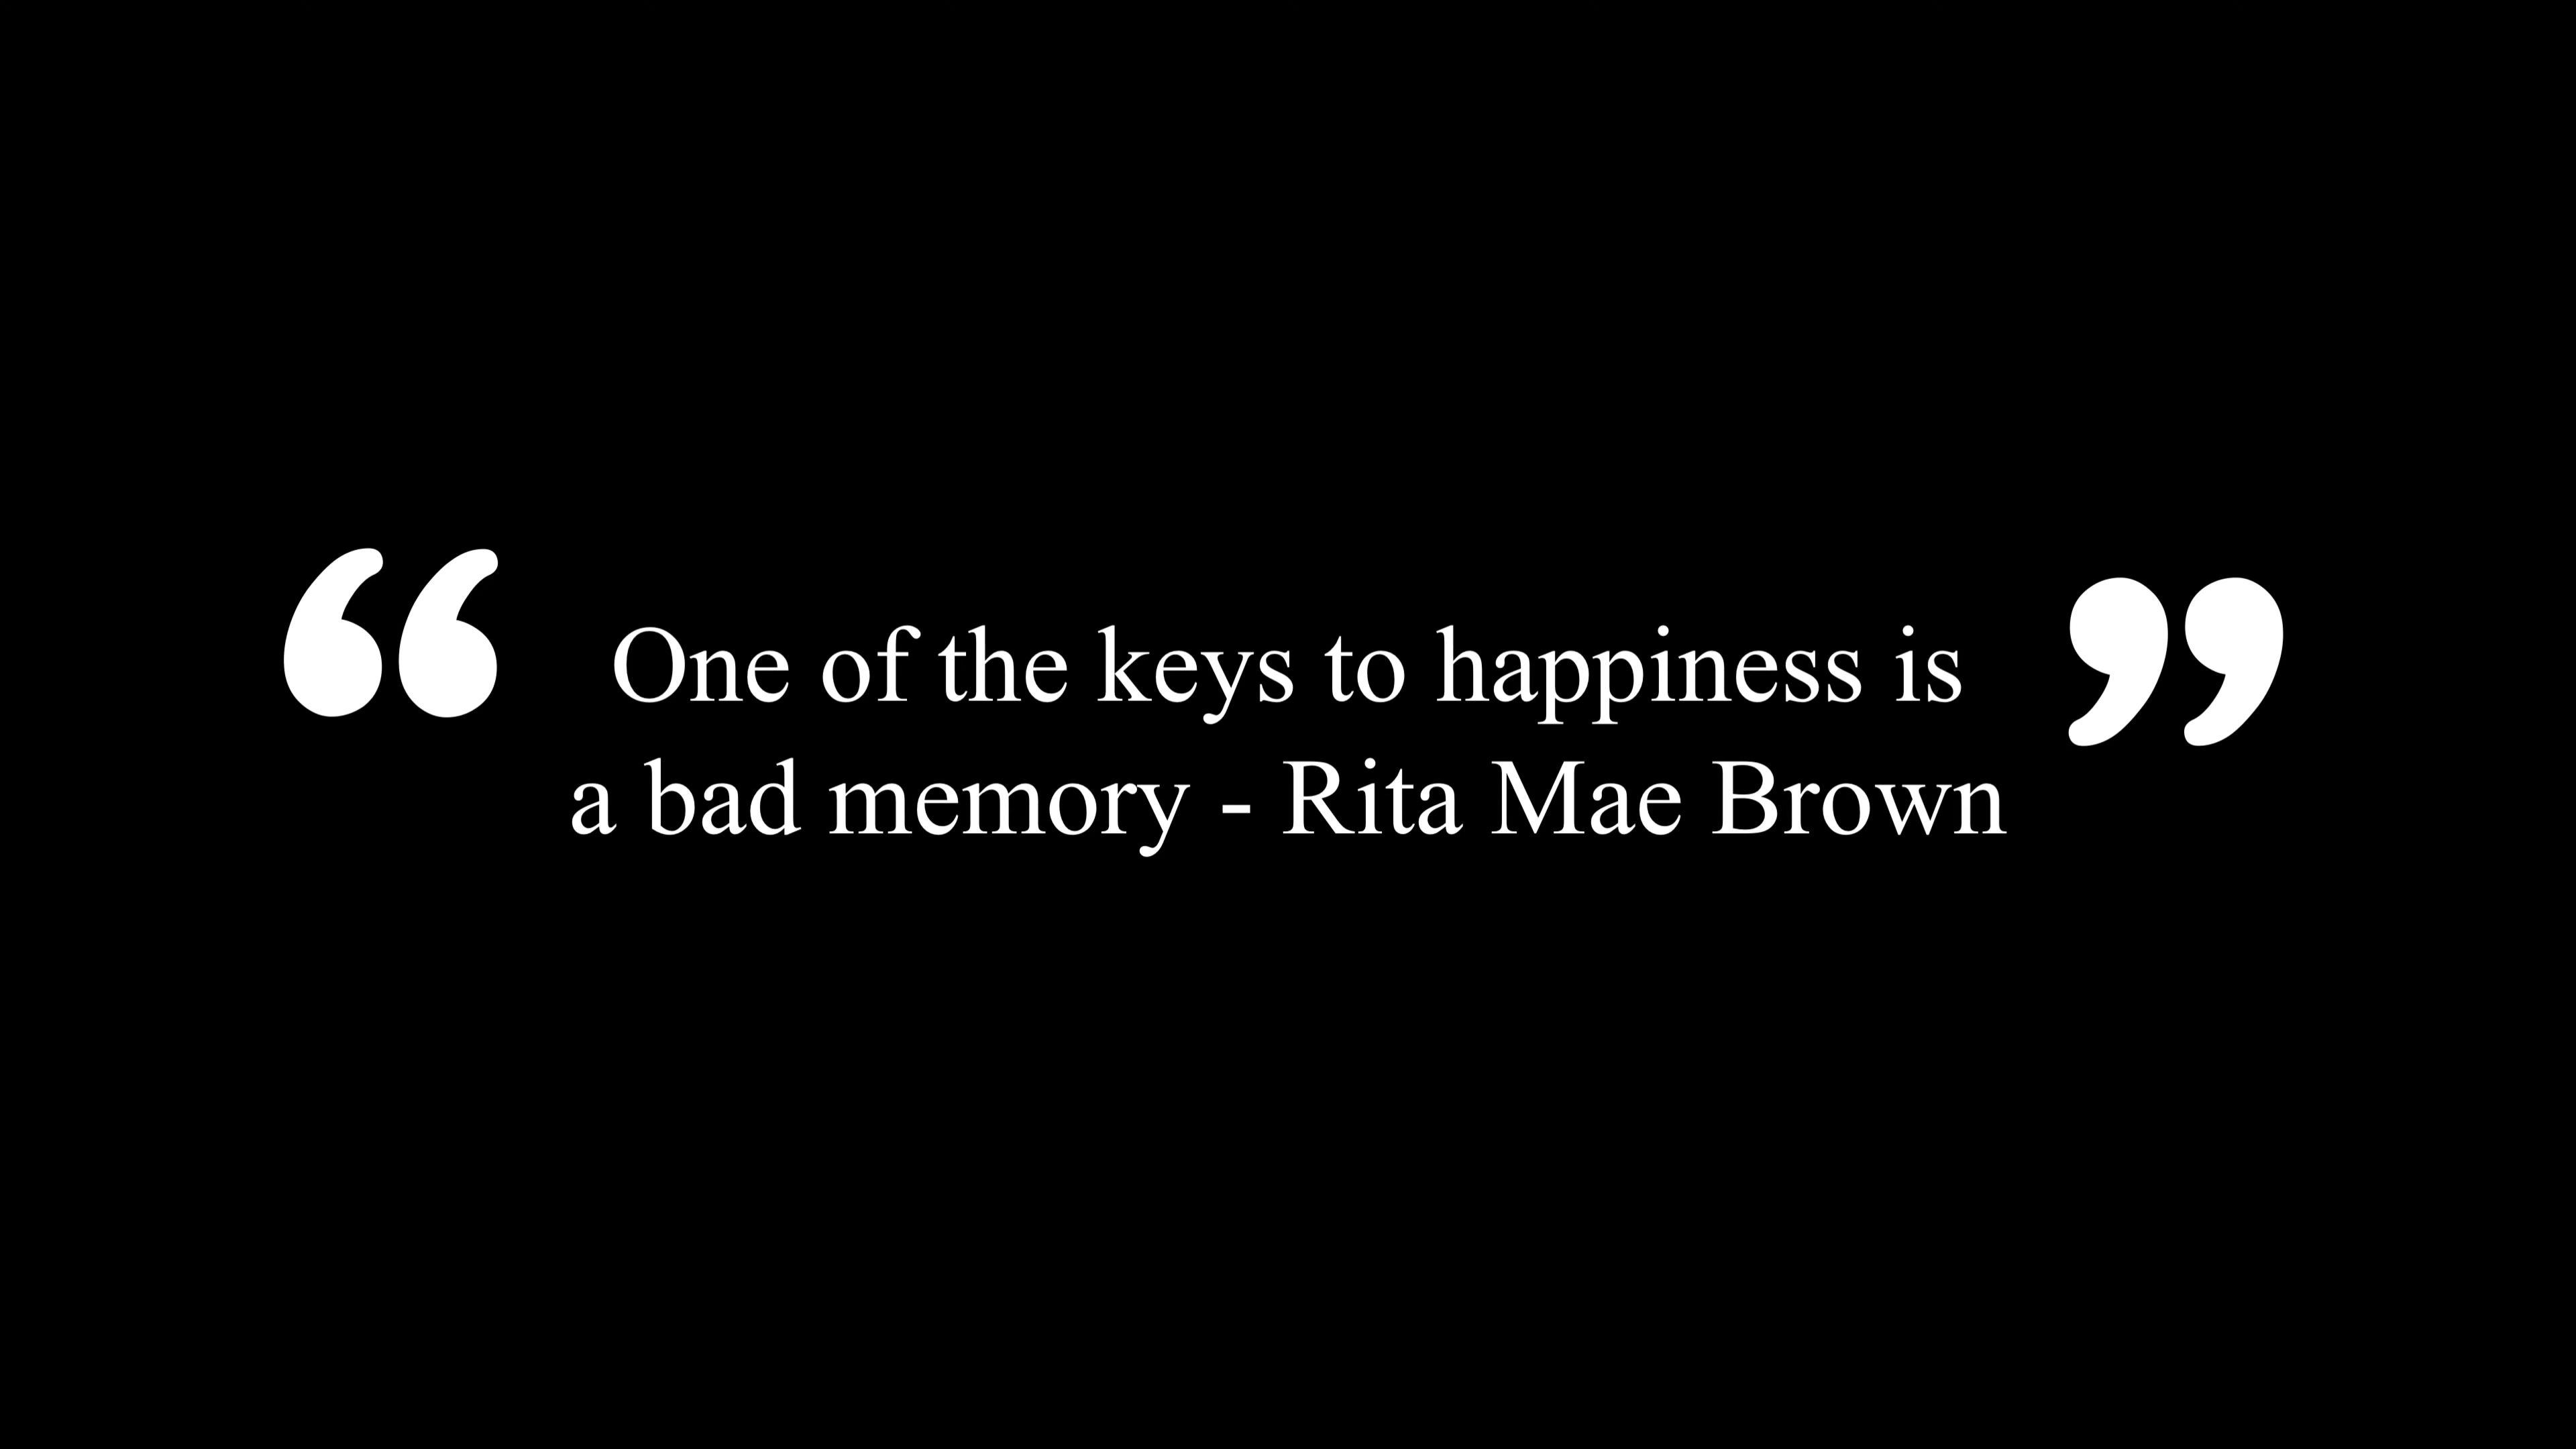 “ One of the keys to happiness is ”
a bad memory - Rita Mae Brown